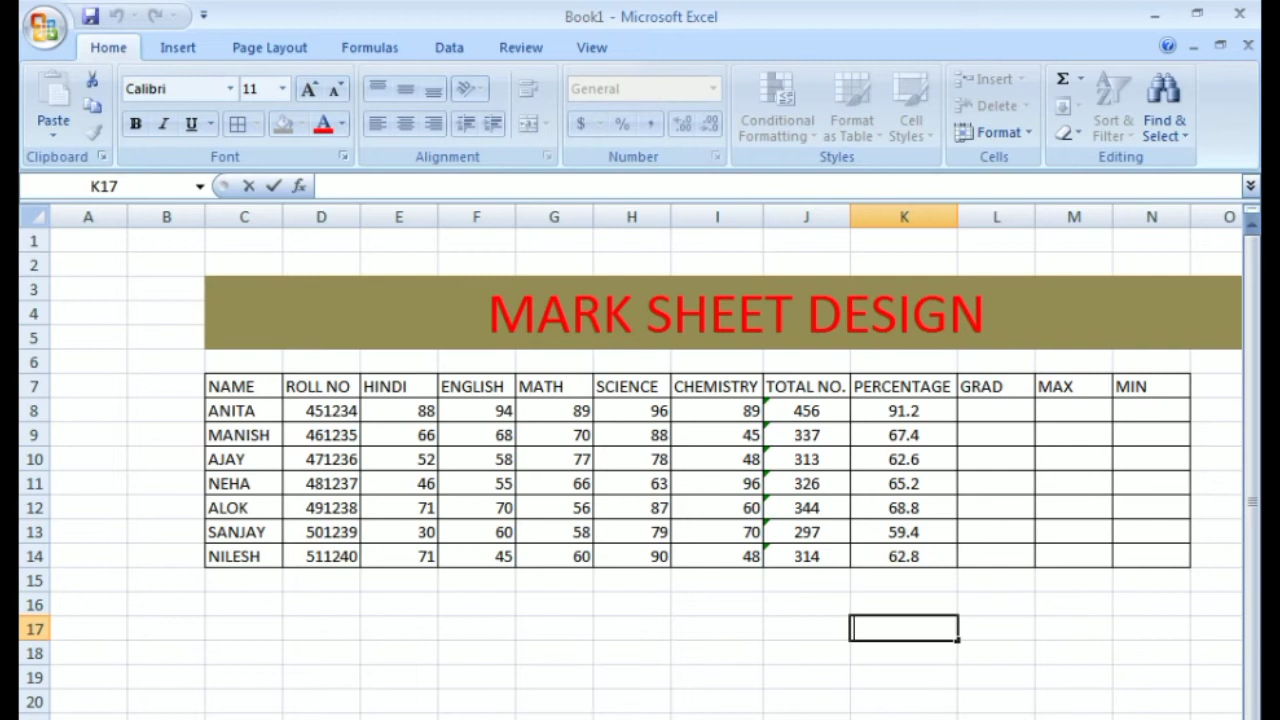 Book1 - Microsoft Excel
Home Insert Page Layout Formulas Data Review View
Calibri 11 General Insert
Paste B I U A $ % , Conditional Formatting Format as Table Cell Styles Delete Format Σ Sort & Filter Find & Select
Clipboard Font Alignment Number Styles Cells Editing
K17 fx
A B C D E F G H I J K L M N O
1
2
3
4 MARK SHEET DESIGN
5
6
7 NAME ROLL NO HINDI ENGLISH MATH SCIENCE CHEMISTRY TOTAL NO. PERCENTAGE GRAD MAX MIN
8 ANITA 451234 88 94 89 96 89 456 91.2
9 MANISH 461235 66 68 70 88 45 337 67.4
10 AJAY 471236 52 58 77 78 48 313 62.6
11 NEHA 481237 46 55 66 63 96 326 65.2
12 ALOK 491238 71 70 56 87 60 344 68.8
13 SANJAY 501239 30 60 58 79 70 297 59.4
14 NILESH 511240 71 45 60 90 48 314 62.8
15
16
17
18
19
20